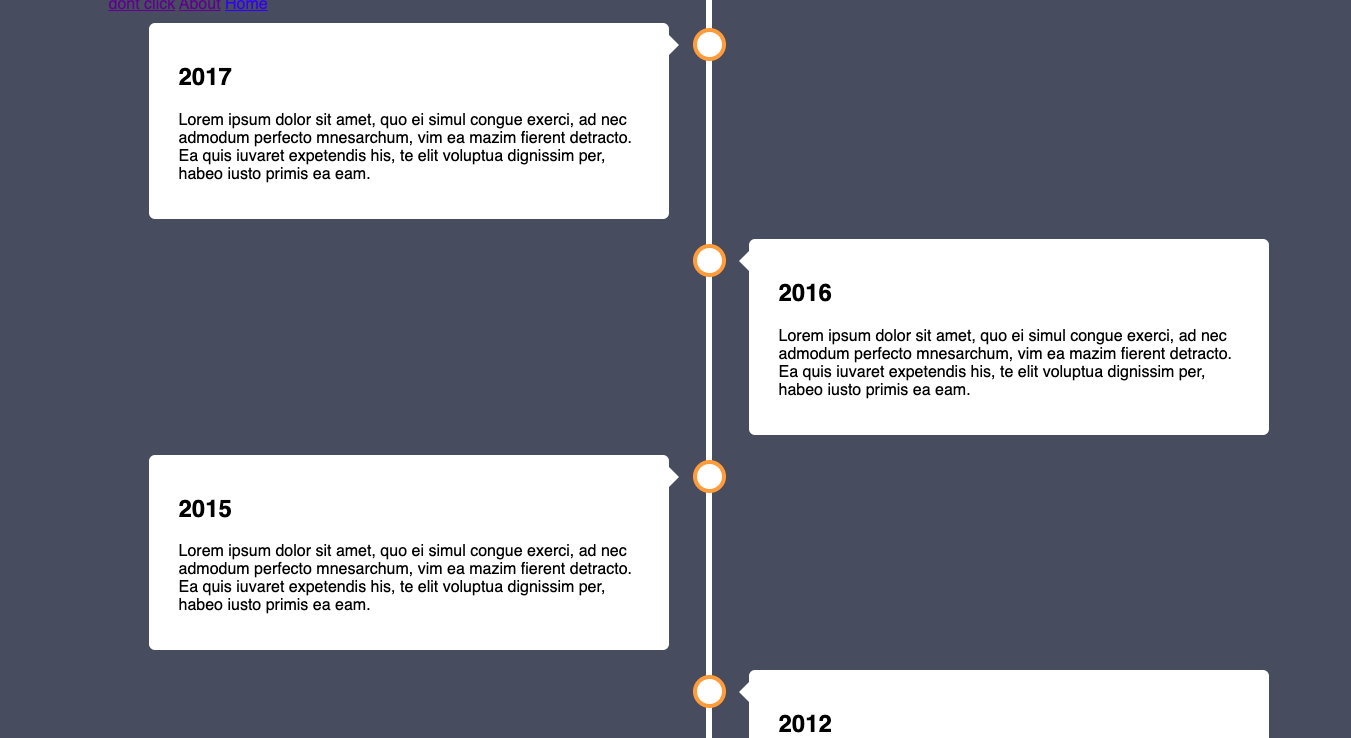 dont click About Home
2017
Lorem ipsum dolor sit amet, quo ei simul congue exerci, ad nec
admodum perfecto mnesarchum, vim ea mazim fierent detracto.
Ea quis iuvaret expetendis his, te elit voluptua dignissim per,
habeo iusto primis ea eam.
2016
Lorem ipsum dolor sit amet, quo ei simul congue exerci, ad nec
admodum perfecto mnesarchum, vim ea mazim fierent detracto.
Ea quis iuvaret expetendis his, te elit voluptua dignissim per,
habeo iusto primis ea eam.
2015
Lorem ipsum dolor sit amet, quo ei simul congue exerci, ad nec
admodum perfecto mnesarchum, vim ea mazim fierent detracto.
Ea quis iuvaret expetendis his, te elit voluptua dignissim per,
habeo iusto primis ea eam.
2012